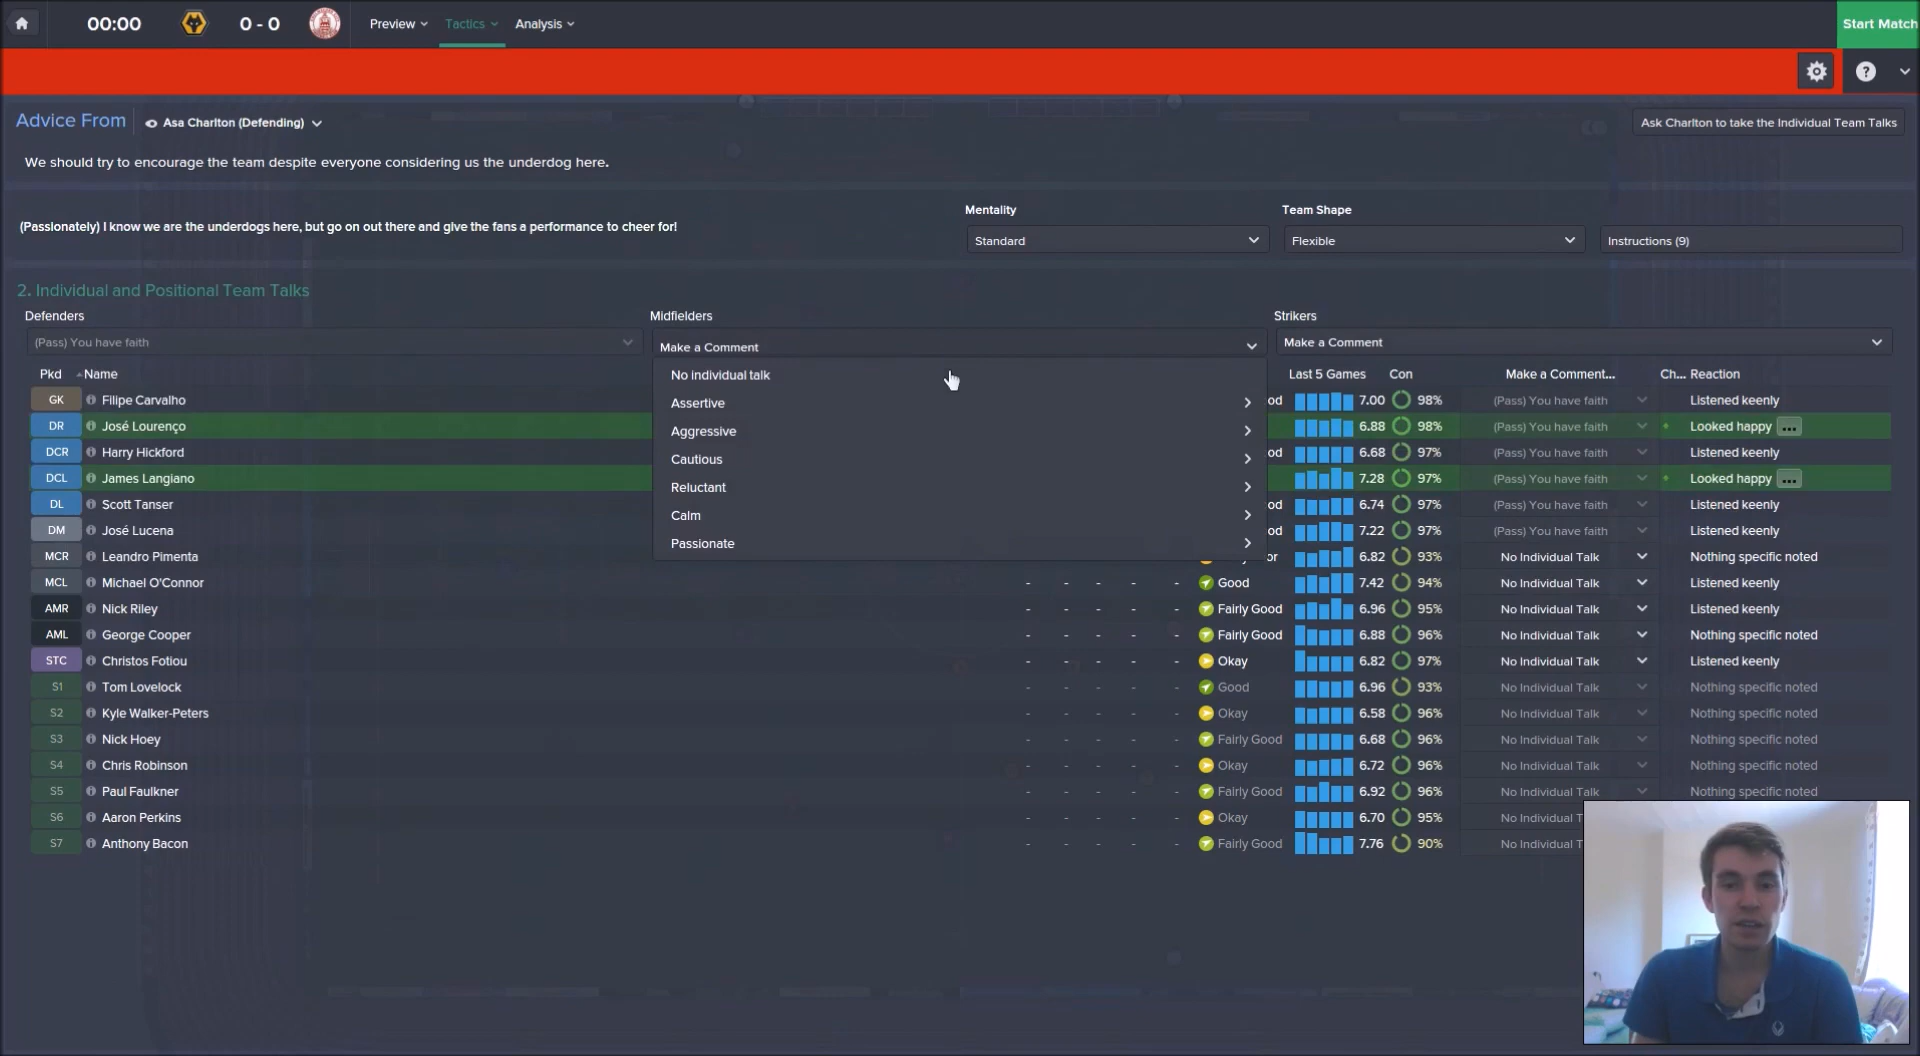 00:00 0 - 0 Preview Tactics Analysis Start Match
Advice From Asa Charlton (Defending) Ask Charlton to take the Individual Team Talks
We should try to encourage the team despite everyone considering us the underdog here.
Mentality Team Shape
(Passionately) I know we are the underdogs here, but go on out there and give the fans a performance to cheer for!
Standard Flexible Instructions (9)
2. Individual and Positional Team Talks
Defenders Midfielders Strikers
(Pass) You have faith Make a Comment Make a Comment
Pkd Name No individual talk Last 5 Games Con Make a Comment... Ch... Reaction
GK Filipe Carvalho Assertive od 7.00 98% (Pass) You have faith Listened keenly
DR José Lourenço Aggressive 6.88 98% (Pass) You have faith Looked happy ...
DCR Harry Hickford Cautious od 6.68 97% (Pass) You have faith Listened keenly
DCL James Langiano Reluctant 7.28 97% (Pass) You have faith Looked happy ...
DL Scott Tanser Calm od 6.74 97% (Pass) You have faith Listened keenly
DM José Lucena Passionate od 7.22 97% (Pass) You have faith Listened keenly
MCR Leandro Pimenta or 6.82 93% No Individual Talk Nothing specific noted
MCL Michael O'Connor - - - - - Good 7.42 94% No Individual Talk Listened keenly
AMR Nick Riley - - - - - Fairly Good 6.96 95% No Individual Talk Listened keenly
AML George Cooper - - - - - Fairly Good 6.88 96% No Individual Talk Nothing specific noted
STC Christos Fotiou - - - - - Okay 6.82 97% No Individual Talk Listened keenly
S1 Tom Lovelock - - - - - Good 6.96 93% No Individual Talk Nothing specific noted
S2 Kyle Walker-Peters - - - - - Okay 6.58 96% No Individual Talk Nothing specific noted
S3 Nick Hoey - - - - - Fairly Good 6.68 96% No Individual Talk Nothing specific noted
S4 Chris Robinson - - - - - Okay 6.72 96% No Individual Talk Nothing specific noted
S5 Paul Faulkner - - - - - Fairly Good 6.92 96% No Individual Talk Nothing specific noted
S6 Aaron Perkins - - - - - Okay 6.70 95% No Individual T
S7 Anthony Bacon - - - - - Fairly Good 7.76 90% No Individual T